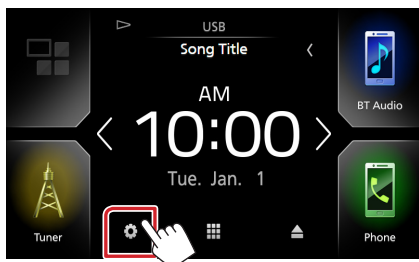 USB
Song Title
BT Audio
AM
10:00
Tue. Jan. 1
Tuner
Phone